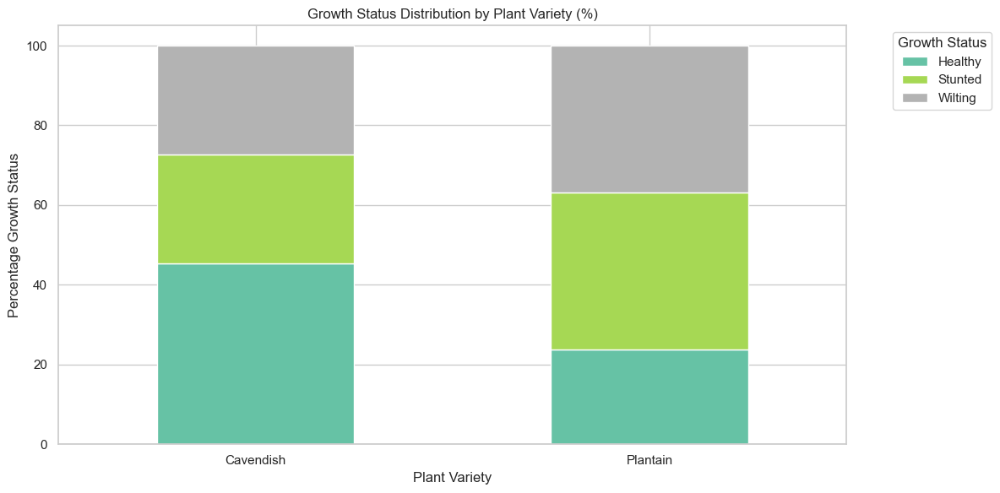 Growth Status Distribution by Plant Variety (%)
Percentage Growth Status
100
80
60
40
20
0
Cavendish
Plantain
Plant Variety
Growth Status
Healthy
Stunted
Wilting